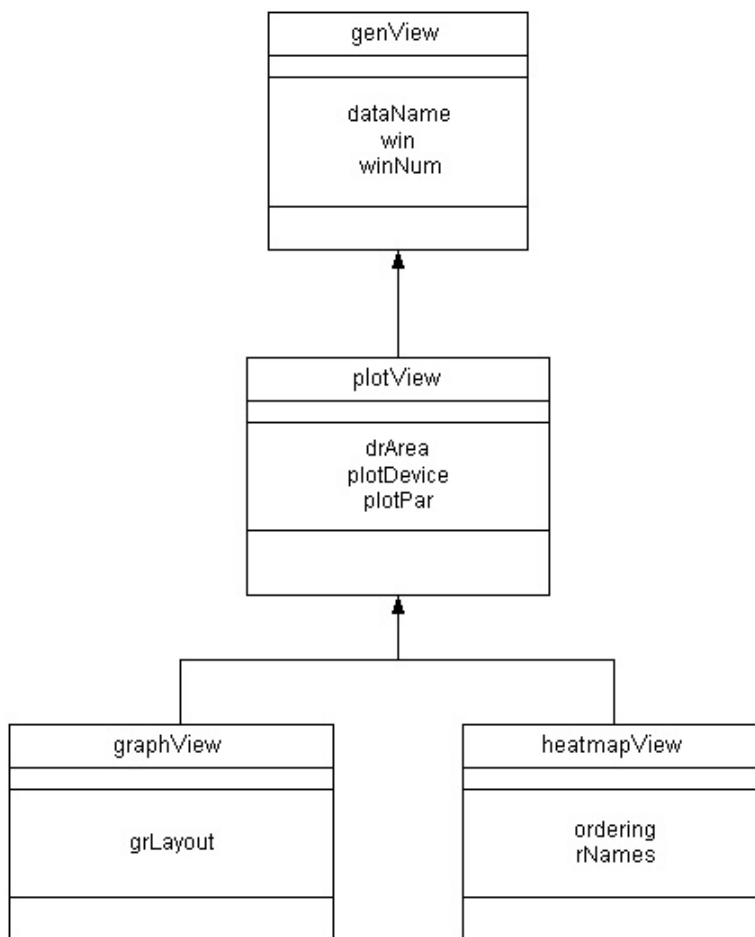 genView
dataName
win
winNum
plotView
drArea
plotDevice
plotPar
graphView
grLayout
heatmapView
ordering
rNames